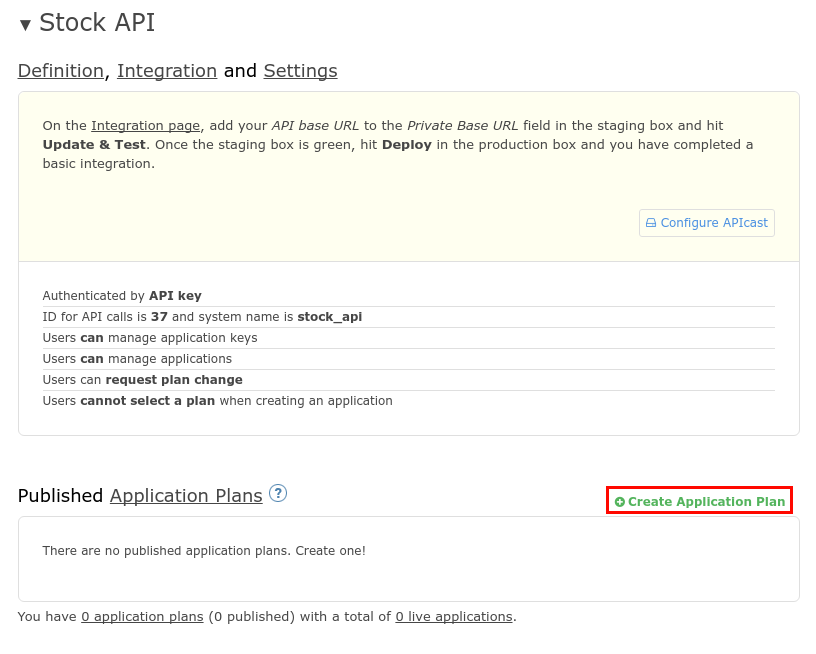 ▾ Stock API
Definition, Integration and Settings
On the Integration page, add your API base URL to the Private Base URL field in the staging box and hit
Update & Test. Once the staging box is green, hit Deploy in the production box and you have completed a
basic integration.
Configure APIcast
Authenticated by API key
ID for API calls is 37 and system name is stock_api
Users can manage application keys
Users can manage applications
Users can request plan change
Users cannot select a plan when creating an application
Published Application Plans ?
Create Application Plan
There are no published application plans. Create one!
You have 0 application plans (0 published) with a total of 0 live applications.